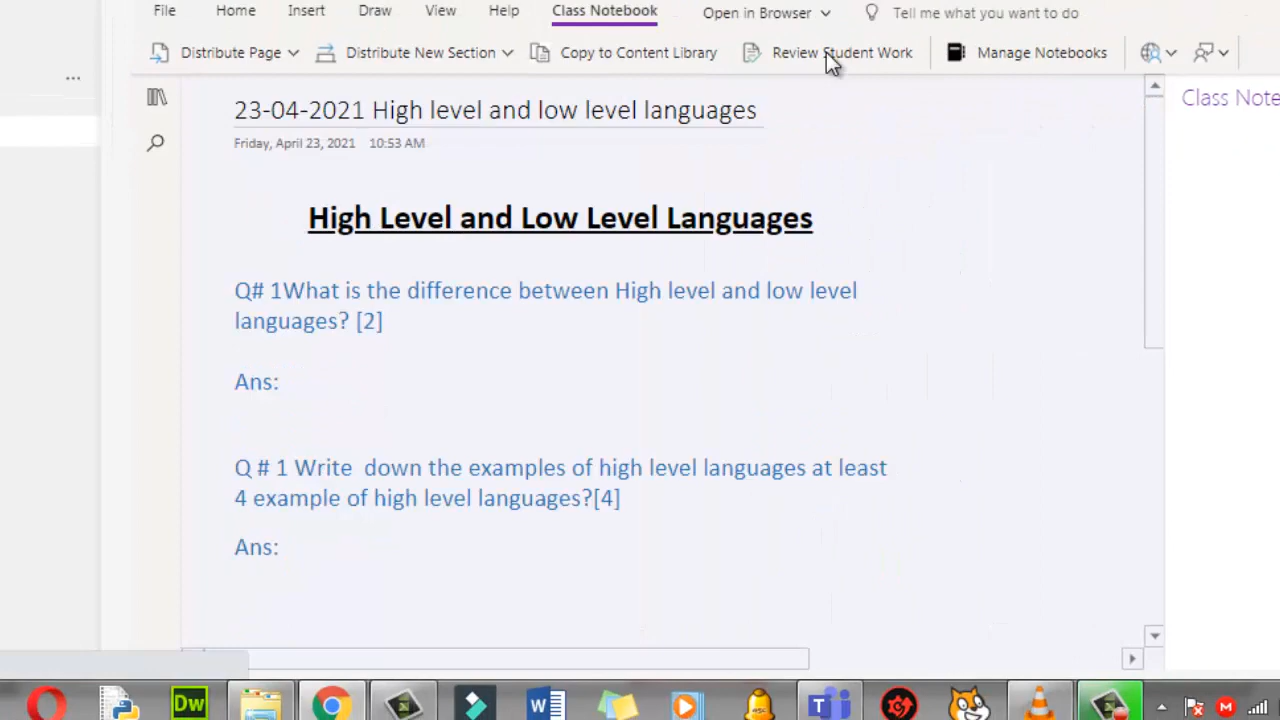 File Home Insert Draw View Help Class Notebook Open in Browser Tell me what you want to do
Distribute Page Distribute New Section Copy to Content Library Review Student Work Manage Notebooks
Class Note
23-04-2021 High level and low level languages
Friday, April 23, 2021 10:53 AM
High Level and Low Level Languages
Q# 1What is the difference between High level and low level
languages? [2]
Ans:
Q # 1 Write down the examples of high level languages at least
4 example of high level languages?[4]
Ans:
Dw
W